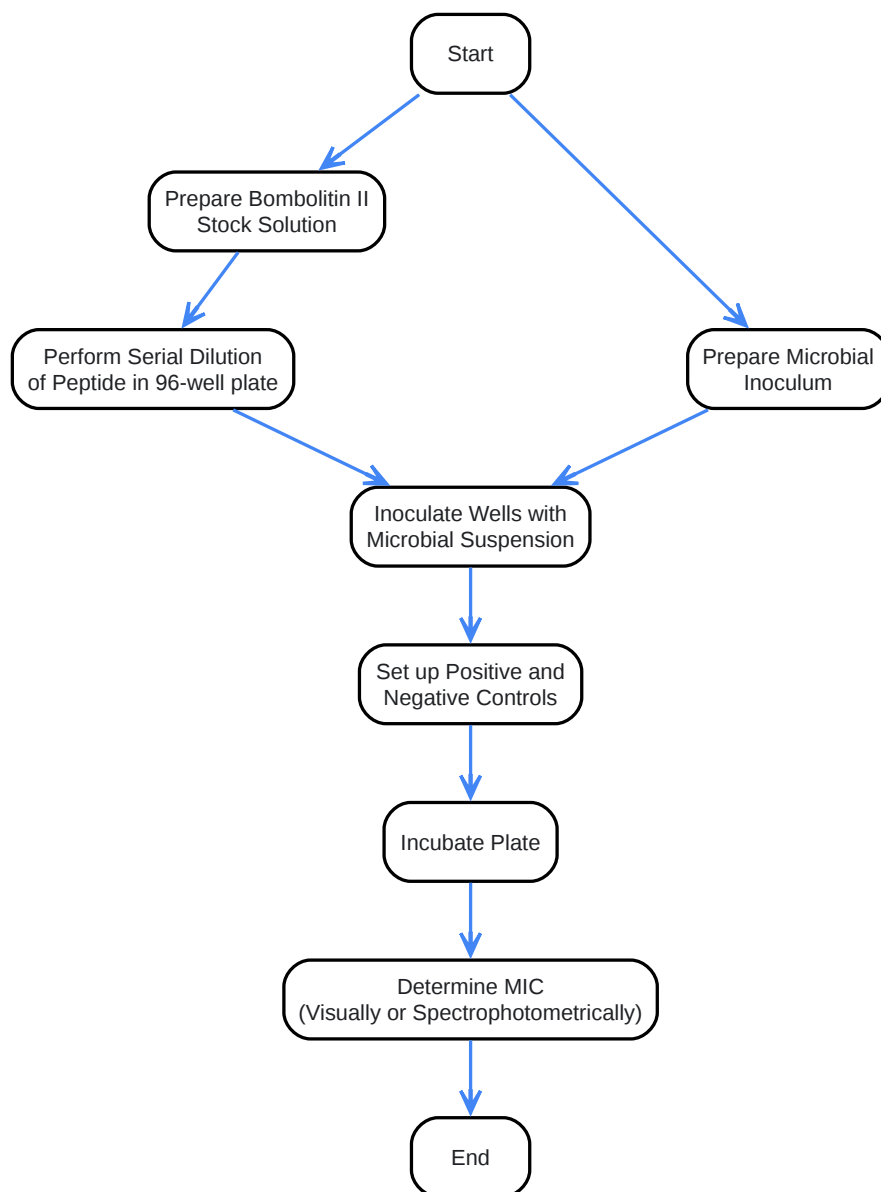 Start
Prepare Bombolitin II
Stock Solution
Perform Serial Dilution
of Peptide in 96-well plate
Prepare Microbial
Inoculum
Inoculate Wells with
Microbial Suspension
Set up Positive and
Negative Controls
Incubate Plate
Determine MIC
(Visually or Spectrophotometrically)
End